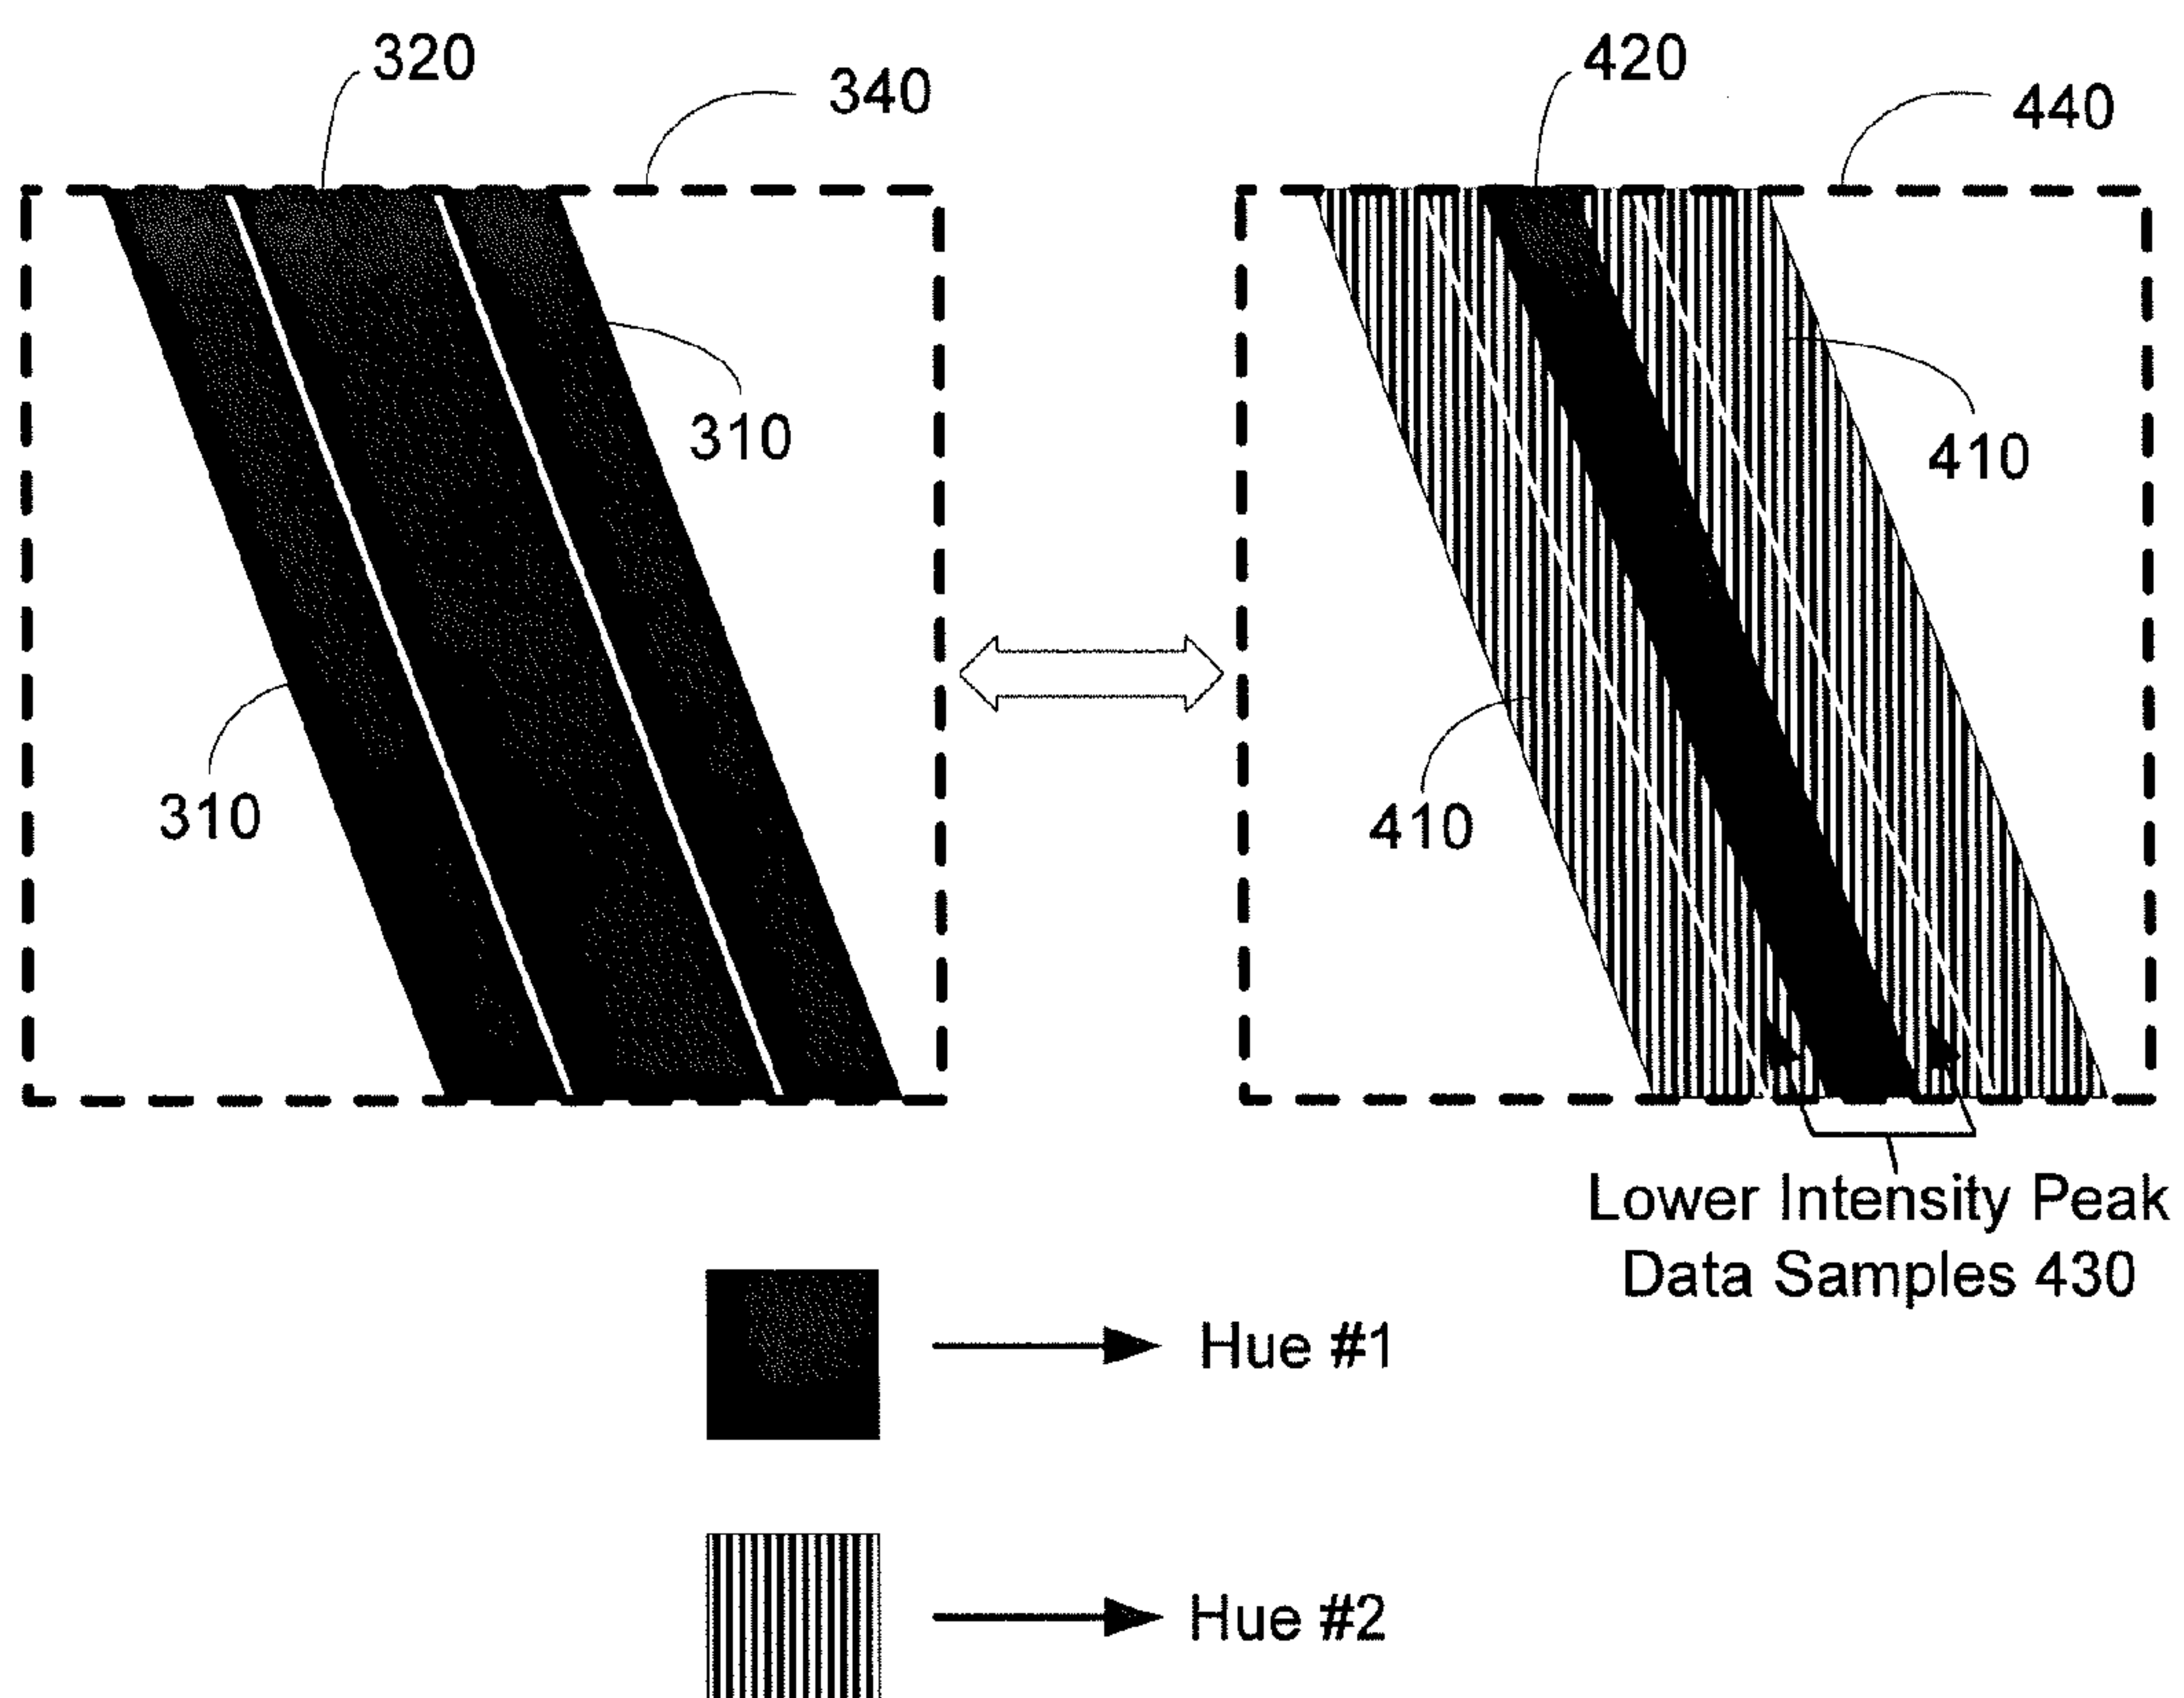 320
340
420
440
310
410
310
410
Lower Intensity Peak
Data Samples 430
Hue #1
Hue #2